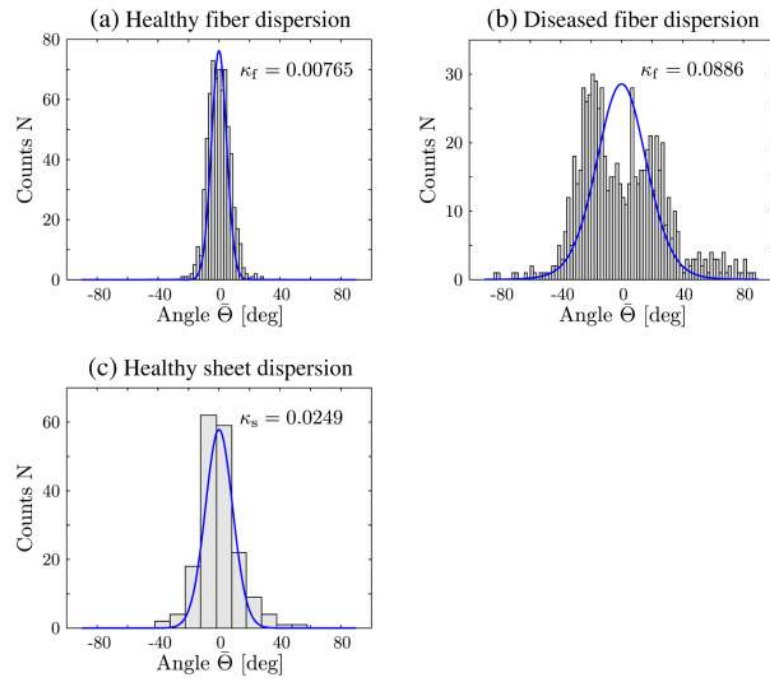 (a) Healthy fiber dispersion
κf = 0.00765
Counts N
80
60
40
20
0
-80 -40 0 40 80
Angle Θ̄ [deg]
(b) Diseased fiber dispersion
κf = 0.0886
Counts N
30
20
10
0
-80 -40 0 40 80
Angle Θ̄ [deg]
(c) Healthy sheet dispersion
κs = 0.0249
Counts N
60
40
20
0
-80 -40 0 40 80
Angle Θ̄ [deg]